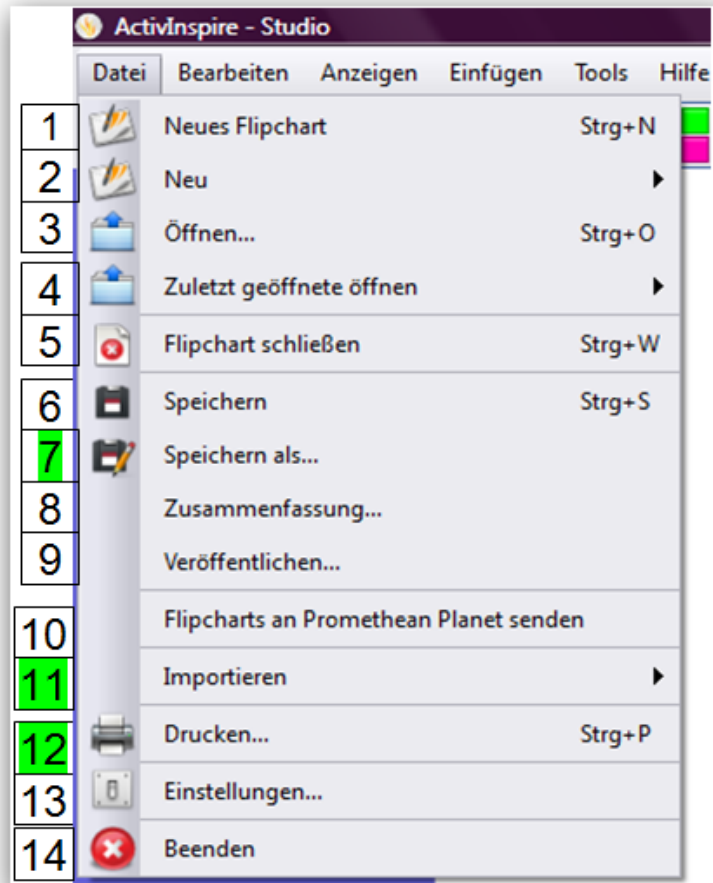 ActivInspire - Studio
Datei Bearbeiten Anzeigen Einfügen Tools Hilfe
1 Neues Flipchart Strg+N
2 Neu
3 Öffnen... Strg+O
4 Zuletzt geöffnete öffnen
5 Flipchart schließen Strg+W
6 Speichern Strg+S
7 Speichern als...
8 Zusammenfassung...
9 Veröffentlichen...
10 Flipcharts an Promethean Planet senden
11 Importieren
12 Drucken... Strg+P
13 Einstellungen...
14 Beenden